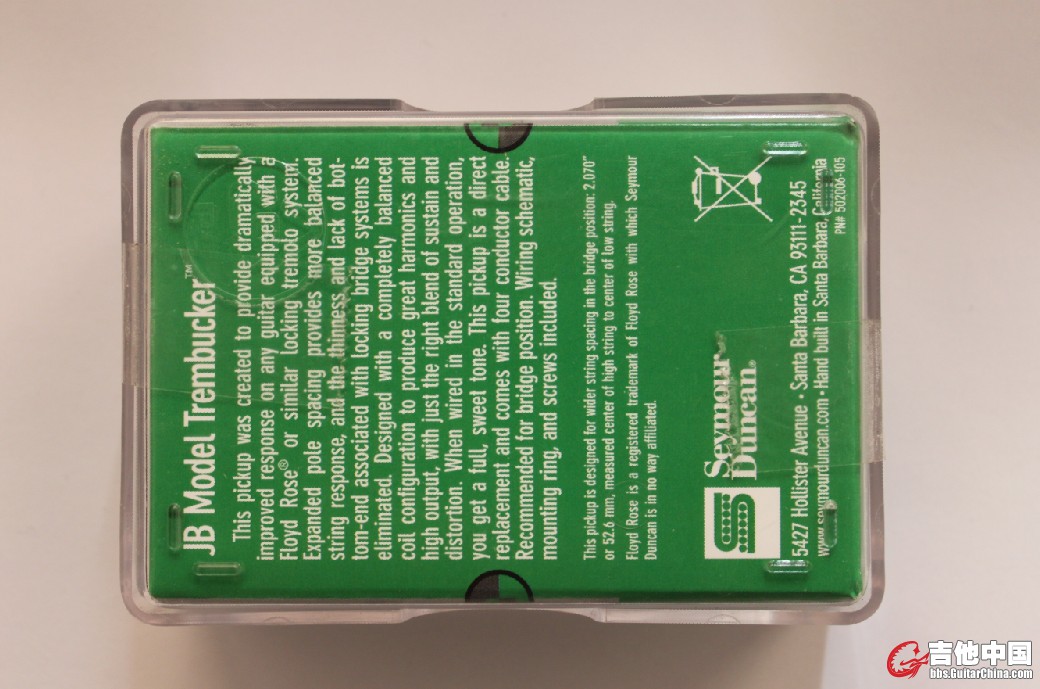 JB Model Trembucker™
This pickup was created to provide dramatically
improved response on any guitar equipped with a
Floyd Rose® or similar locking tremolo system.
Expanded pole spacing provides more balanced
string response, and the thinness and lack of bot-
tom-end associated with locking bridge systems is
eliminated. Designed with a completely balanced
coil configuration to produce great harmonics and
high output, with just the right blend of sustain and
distortion. When wired in the standard operation,
you get a full, sweet tone. This pickup is a direct
replacement and comes with four conductor cable.
Recommended for bridge position. Wiring schematic,
mounting ring, and screws included.
This pickup is designed for wider string spacing in the bridge position: 2.070"
or 52.6 mm, measured center of high string to center of low string.
Floyd Rose is a registered trademark of Floyd Rose with which Seymour
Duncan is in no way affiliated.
Seymour
Duncan®
5427 Hollister Avenue • Santa Barbara, CA 93111-2345
www.seymourduncan.com • Hand built in Santa Barbara, California
PN# 502006-105
吉他中国
bbs.GuitarChina.com